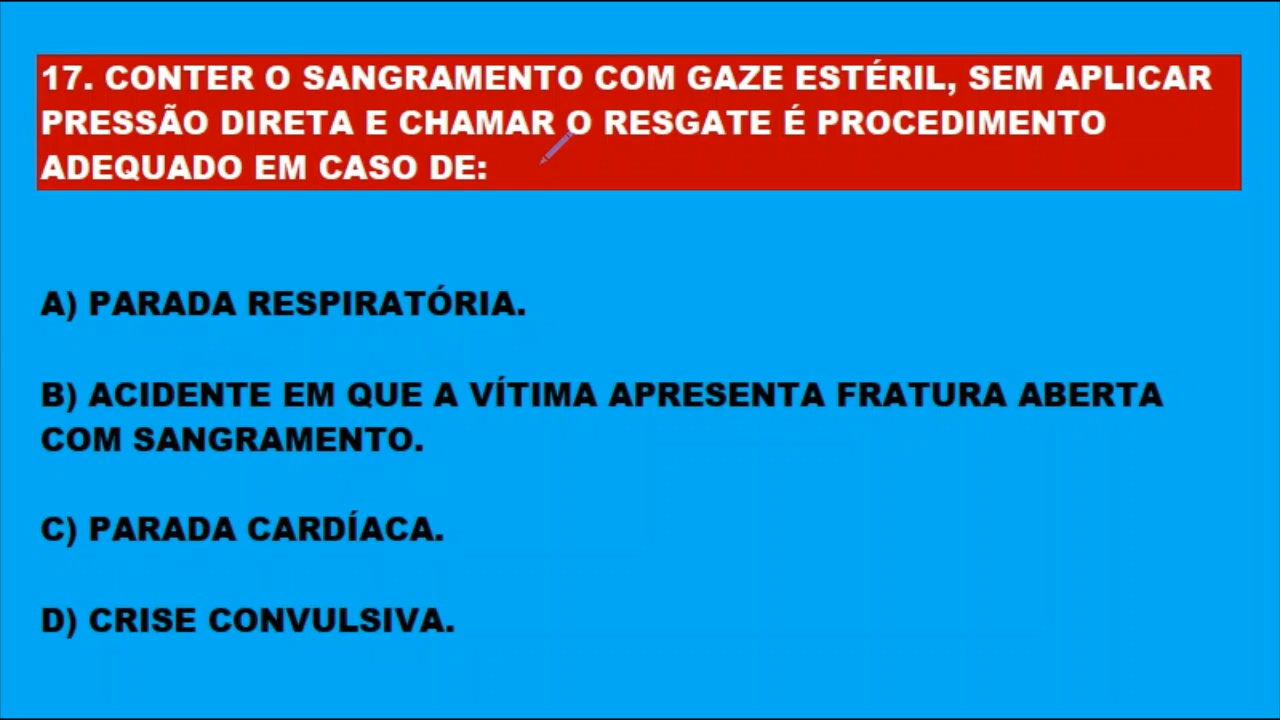 17. CONTER O SANGRAMENTO COM GAZE ESTÉRIL, SEM APLICAR
PRESSÃO DIRETA E CHAMAR O RESGATE É PROCEDIMENTO
ADEQUADO EM CASO DE:
A) PARADA RESPIRATÓRIA.
B) ACIDENTE EM QUE A VÍTIMA APRESENTA FRATURA ABERTA
COM SANGRAMENTO.
C) PARADA CARDÍACA.
D) CRISE CONVULSIVA.